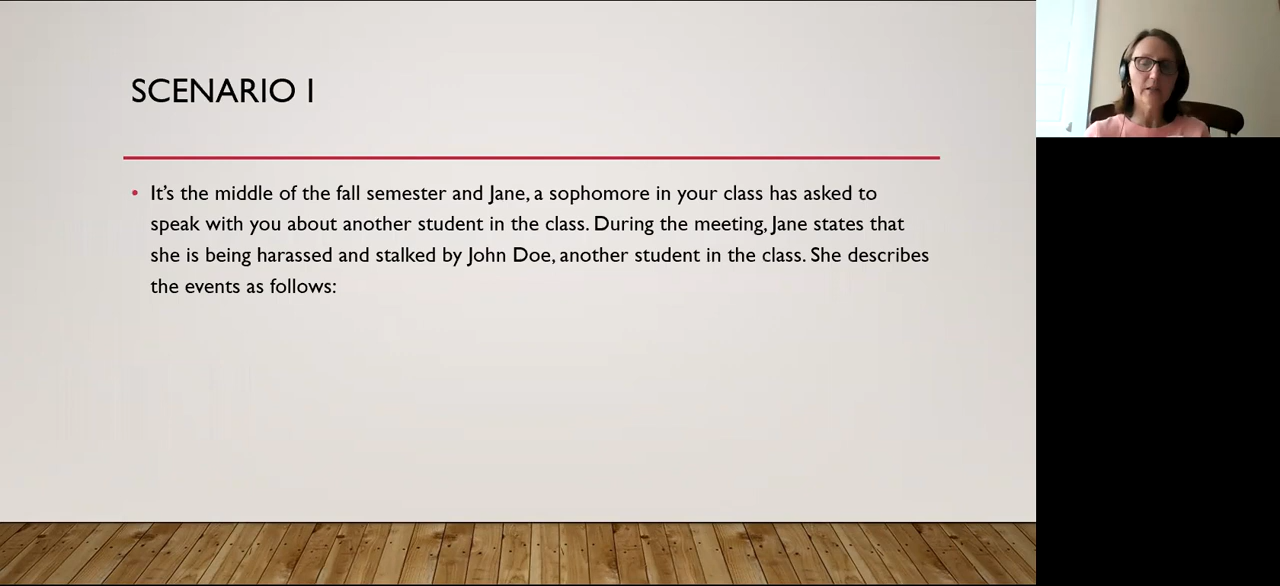 SCENARIO 1
• It’s the middle of the fall semester and Jane, a sophomore in your class has asked to
speak with you about another student in the class. During the meeting, Jane states that
she is being harassed and stalked by John Doe, another student in the class. She describes
the events as follows: